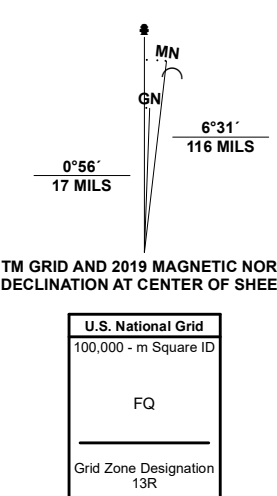 MN
GN
6°31´
116 MILS
0°56´
17 MILS
TM GRID AND 2019 MAGNETIC NOR
DECLINATION AT CENTER OF SHEE
U.S. National Grid
100,000 - m Square ID
FQ
Grid Zone Designation
13R